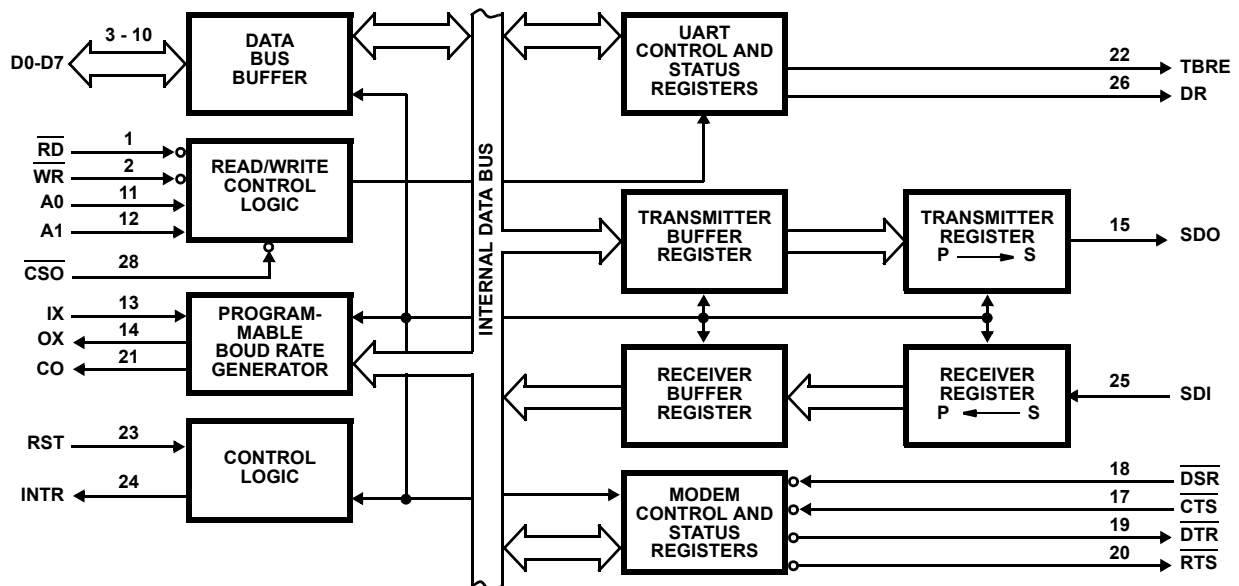 D0-D7
3 - 10
DATA
BUS
BUFFER
UART
CONTROL AND
STATUS
REGISTERS
22
TBRE
26
DR
RD
1
WR
2
A0
11
A1
12
READ/WRITE
CONTROL
LOGIC
CSO
28
INTERNAL DATA BUS
TRANSMITTER
BUFFER
REGISTER
TRANSMITTER
REGISTER
P S
15
SDO
IX
13
OX
14
CO
21
PROGRAM-
MABLE
BOUD RATE
GENERATOR
RECEIVER
BUFFER
REGISTER
RECEIVER
REGISTER
P S
25
SDI
RST
23
INTR
24
CONTROL
LOGIC
MODEM
CONTROL AND
STATUS
REGISTERS
18
DSR
17
CTS
19
DTR
20
RTS